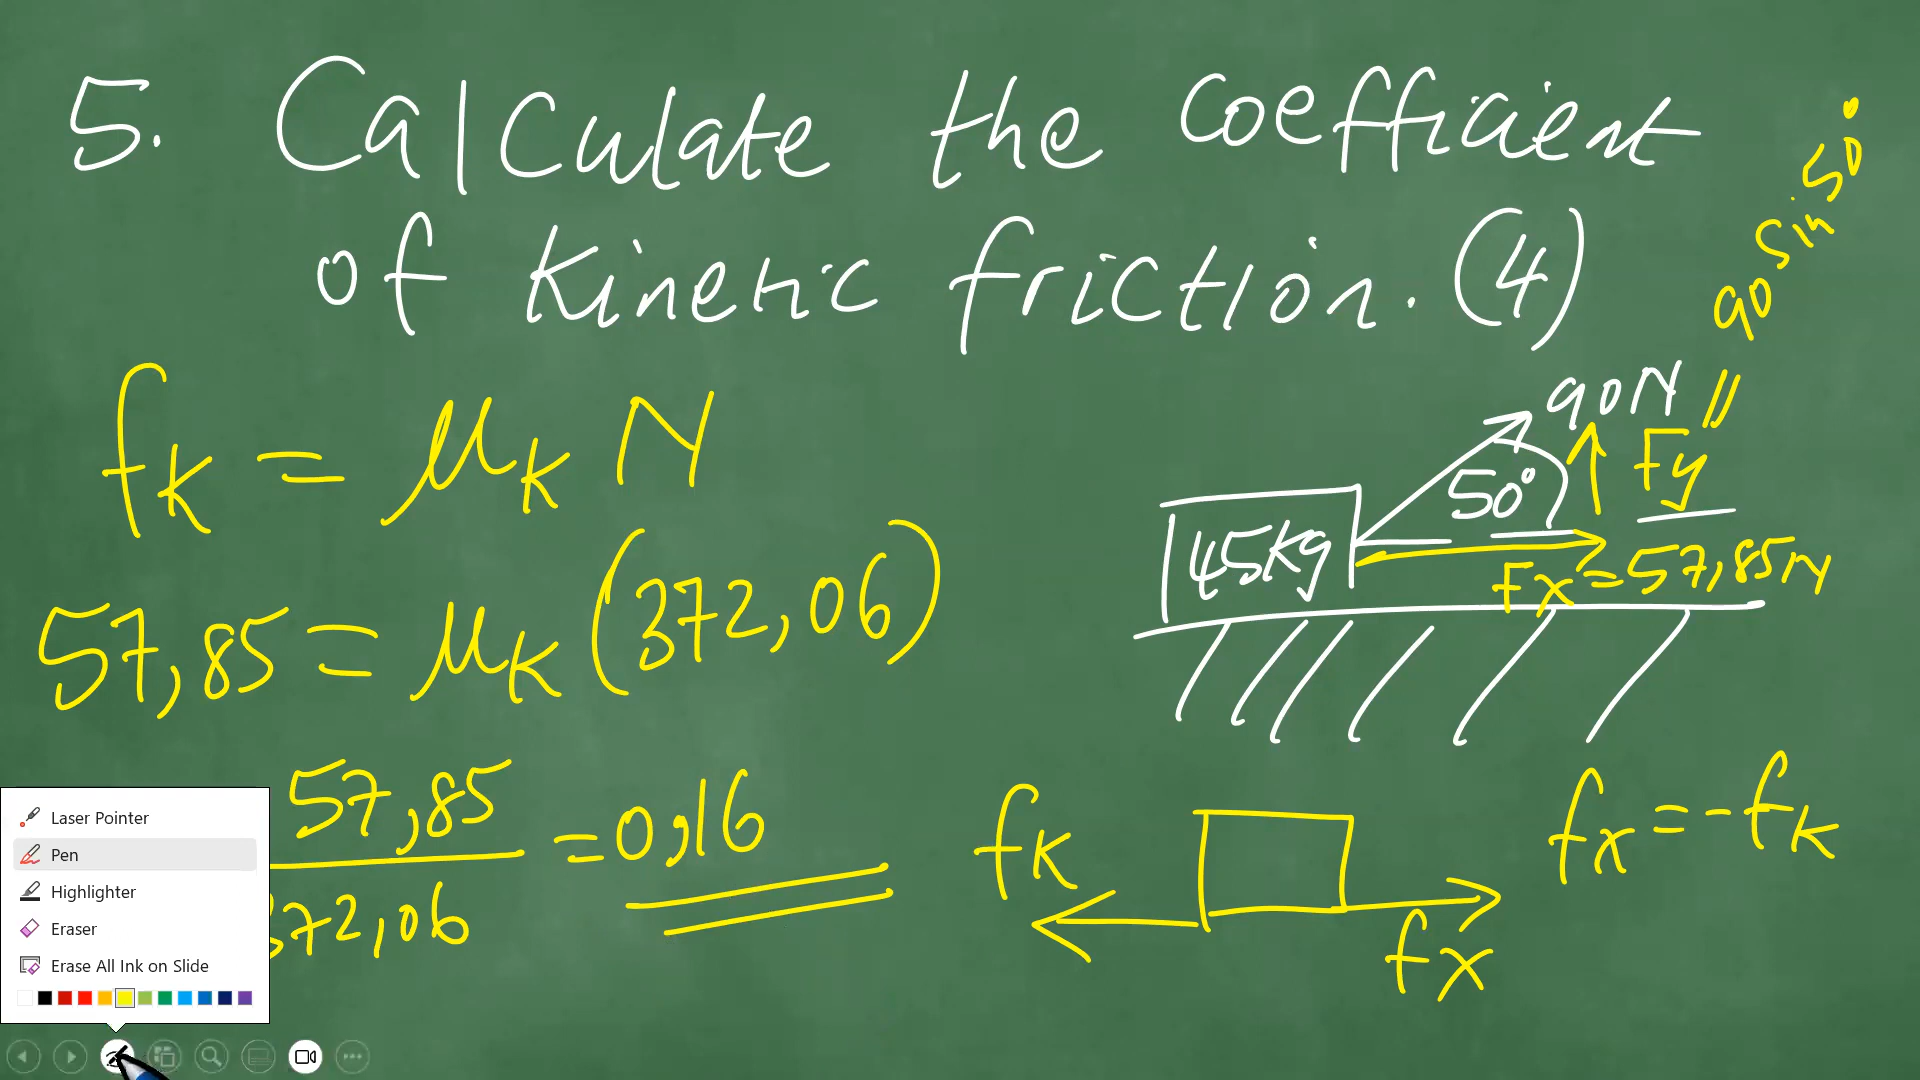 5. Calculate the coefficient
of kinetic friction. (4)
90 sin 50°
fk = μk N
57,85 = μk (372,06)
57,85
372,06
= 0,16
90N
50°
Fy
=
45kg
Fx = 57,85N
fk
fx
fx = -fk
Laser Pointer
Pen
Highlighter
Eraser
Erase All Ink on Slide